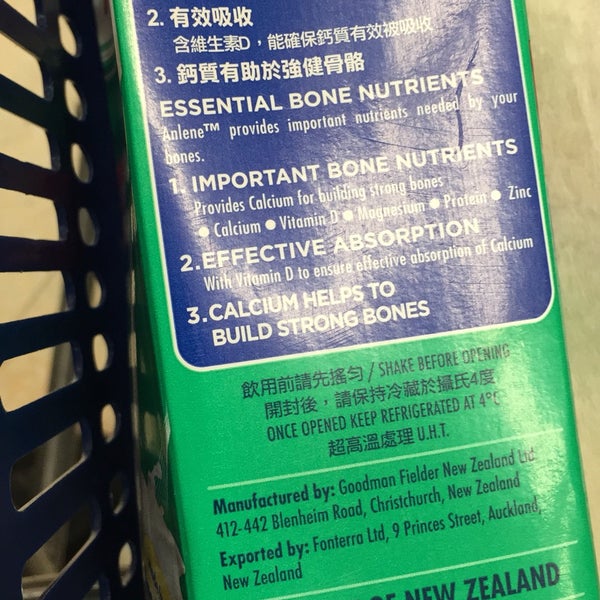 2. 有效吸收
含維生素D，能確保鈣質有效被吸收
3. 鈣質有助於強健骨骼
ESSENTIAL BONE NUTRIENTS
Anlene™ provides important nutrients needed by your
bones.
1. IMPORTANT BONE NUTRIENTS
Provides Calcium for building strong bones
● Calcium ● Vitamin D ● Magnesium ● Protein ● Zinc
2. EFFECTIVE ABSORPTION
With Vitamin D to ensure effective absorption of Calcium
3. CALCIUM HELPS TO
BUILD STRONG BONES
飲用前請先搖勻 / SHAKE BEFORE OPENING
開封後，請保持冷藏於攝氏4度
ONCE OPENED KEEP REFRIGERATED AT 4°C
超高溫處理 U.H.T.
Manufactured by: Goodman Fielder New Zealand Ltd
412-442 Blenheim Road, Christchurch, New Zealand
Exported by: Fonterra Ltd, 9 Princes Street, Auckland,
New Zealand
OF NEW ZEALAND